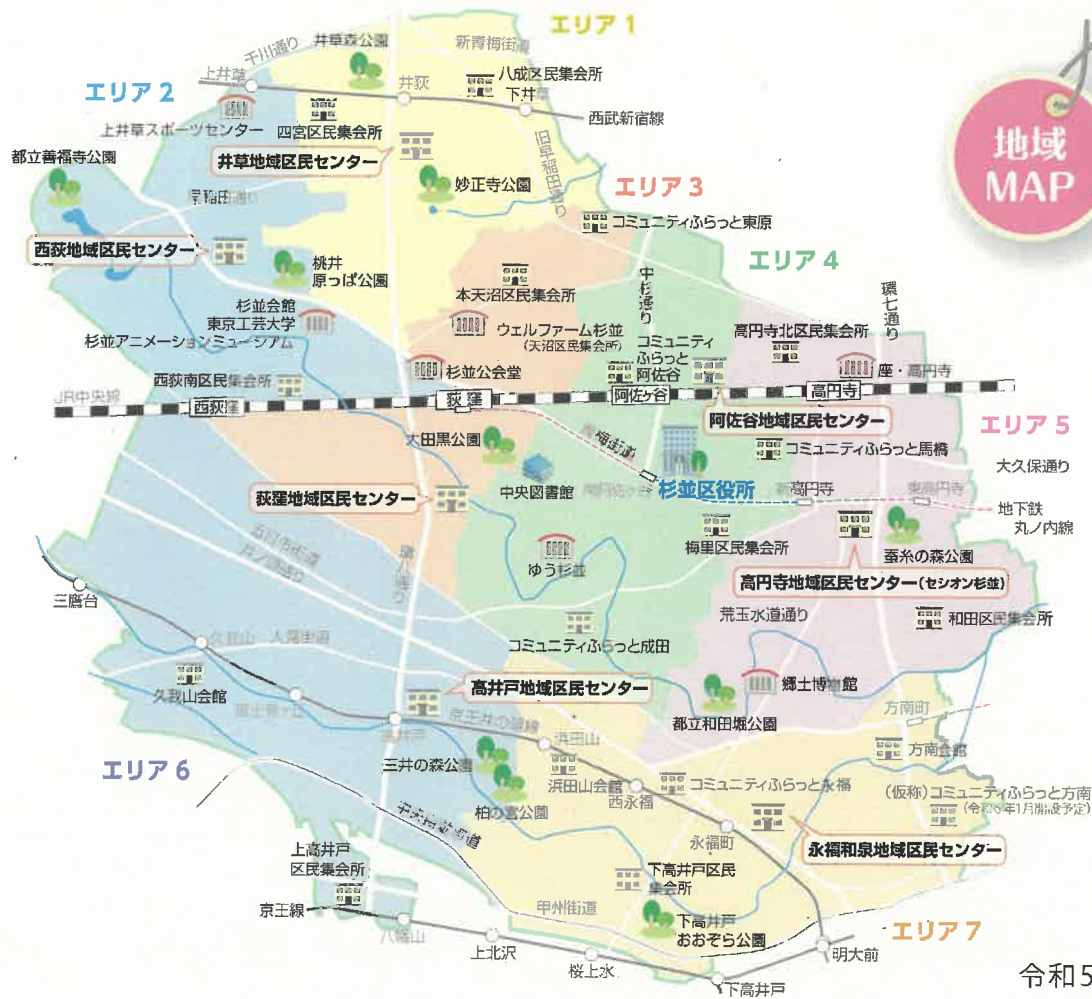 エリア 1
千川通り
井草森公園
新青梅街道
上井草
井荻
八成区民集会所
下井草
西武新宿線
エリア 2
上井草スポーツセンター
四宮区民集会所
井草地域区民センター
旧早稲田通り
都立善福寺公園
早稲田通り
妙正寺公園
エリア 3
コミュニティふらっと東原
地域
MAP
西荻地域区民センター
桃井
原っぱ公園
本天沼区民集会所
中杉通り
エリア 4
環七通り
杉並会館
東京工芸大学
杉並アニメーションミュージアム
ウェルファーム杉並
(天沼区民集会所)
コミュニティ
ふらっと
阿佐谷
高円寺北区民集会所
座・高円寺
西荻南区民集会所
杉並公会堂
JR中央線
西荻窪
荻窪
阿佐ケ谷
高円寺
阿佐谷地域区民センター
エリア 5
大田黒公園
青梅街道
コミュニティふらっと馬橋
大久保通り
中央図書館
南阿佐ケ谷
杉並区役所
新高円寺
東高円寺
地下鉄
丸ノ内線
荻窪地域区民センター
梅里区民集会所
蚕糸の森公園
五日市街道
井ノ頭通り
環八通り
ゆう杉並
高円寺地域区民センター(セシオン杉並)
三鷹台
荒玉水道通り
和田区民集会所
久我山
人見街道
コミュニティふらっと成田
久我山会館
富士見ヶ丘
高井戸地域区民センター
郷土博物館
都立和田堀公園
方南町
高井戸
京王井の頭線
浜田山
方南会館
エリア 6
三井の森公園
浜田山会館
西永福
コミュニティふらっと永福
(仮称)コミュニティふらっと方南
(令和6年1月開設予定)
柏の宮公園
中央自動車道
永福町
永福和泉地域区民センター
上高井戸
区民集会所
下高井戸区民
集会所
京王線
甲州街道
下高井戸
おおぞら公園
エリア 7
八幡山
上北沢
桜上水
下高井戸
明大前
令和5